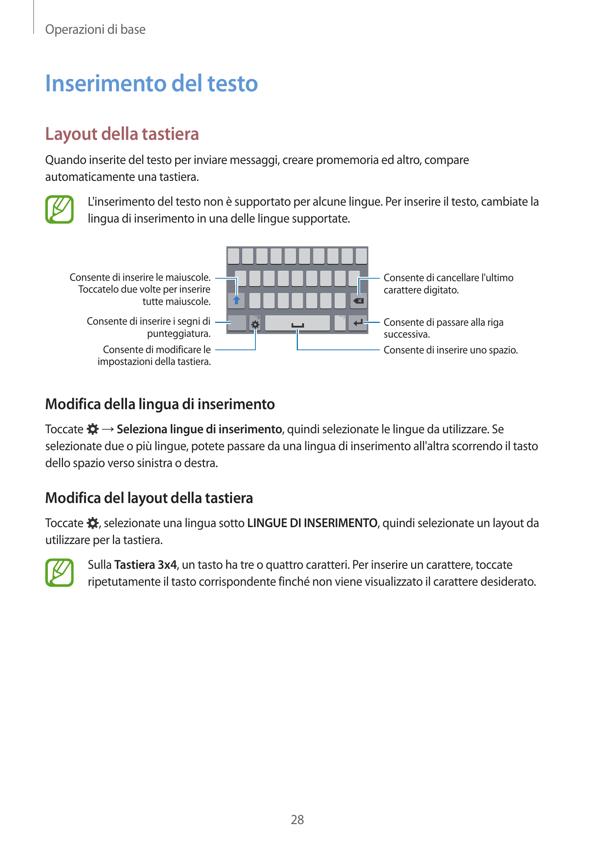 Operazioni di base
Inserimento del testo
Layout della tastiera
Quando inserite del testo per inviare messaggi, creare promemoria ed altro, compare
automaticamente una tastiera.
L'inserimento del testo non è supportato per alcune lingue. Per inserire il testo, cambiate la
lingua di inserimento in una delle lingue supportate.
Consente di inserire le maiuscole.
Toccatelo due volte per inserire
tutte maiuscole.
Consente di inserire i segni di
punteggiatura.
Consente di modificare le
impostazioni della tastiera.
Consente di cancellare l'ultimo
carattere digitato.
Consente di passare alla riga
successiva.
Consente di inserire uno spazio.
Modifica della lingua di inserimento
Toccate → Seleziona lingue di inserimento, quindi selezionate le lingue da utilizzare. Se
selezionate due o più lingue, potete passare da una lingua di inserimento all'altra scorrendo il tasto
dello spazio verso sinistra o destra.
Modifica del layout della tastiera
Toccate , selezionate una lingua sotto LINGUE DI INSERIMENTO, quindi selezionate un layout da
utilizzare per la tastiera.
Sulla Tastiera 3x4, un tasto ha tre o quattro caratteri. Per inserire un carattere, toccate
ripetutamente il tasto corrispondente finché non viene visualizzato il carattere desiderato.
28